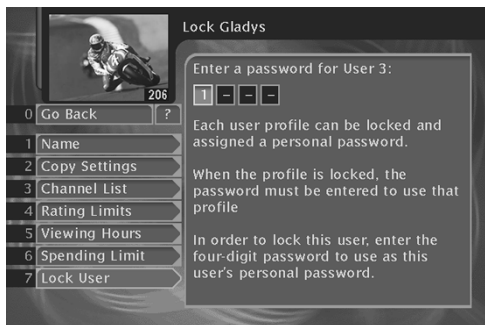 Lock Gladys
206
0 Go Back ?
1 Name
2 Copy Settings
3 Channel List
4 Rating Limits
5 Viewing Hours
6 Spending Limit
7 Lock User
Enter a password for User 3:
1 - - -
Each user profile can be locked and
assigned a personal password.
When the profile is locked, the
password must be entered to use that
profile
In order to lock this user, enter the
four-digit password to use as this
user's personal password.